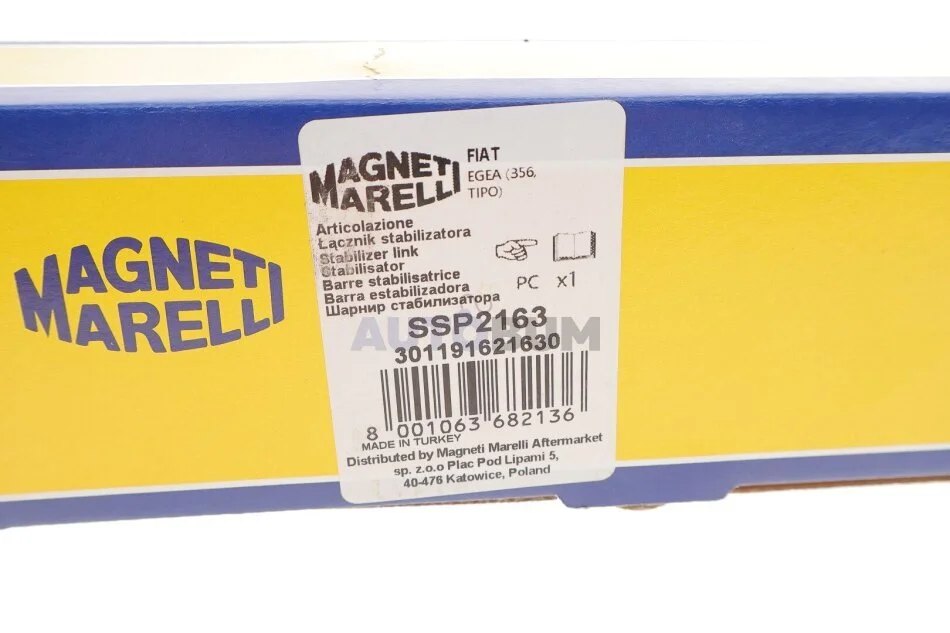 MAGNETI
MARELLI
MAGNETI
MARELLI
FIAT
EGEA (356,
TIPO)
Articolazione
Łącznik stabilizatora
Stabilizer link
Stabilisator
Barre stabilisatrice
Barra estabilizadora
Шарнир стабилизатора
PC x1
SSP2163
AUTOBUM
301191621630
8 001063 682136
MADE IN TURKEY
Distributed by Magneti Marelli Aftermarket
sp. z.o.o Plac Pod Lipami 5,
40-476 Katowice, Poland